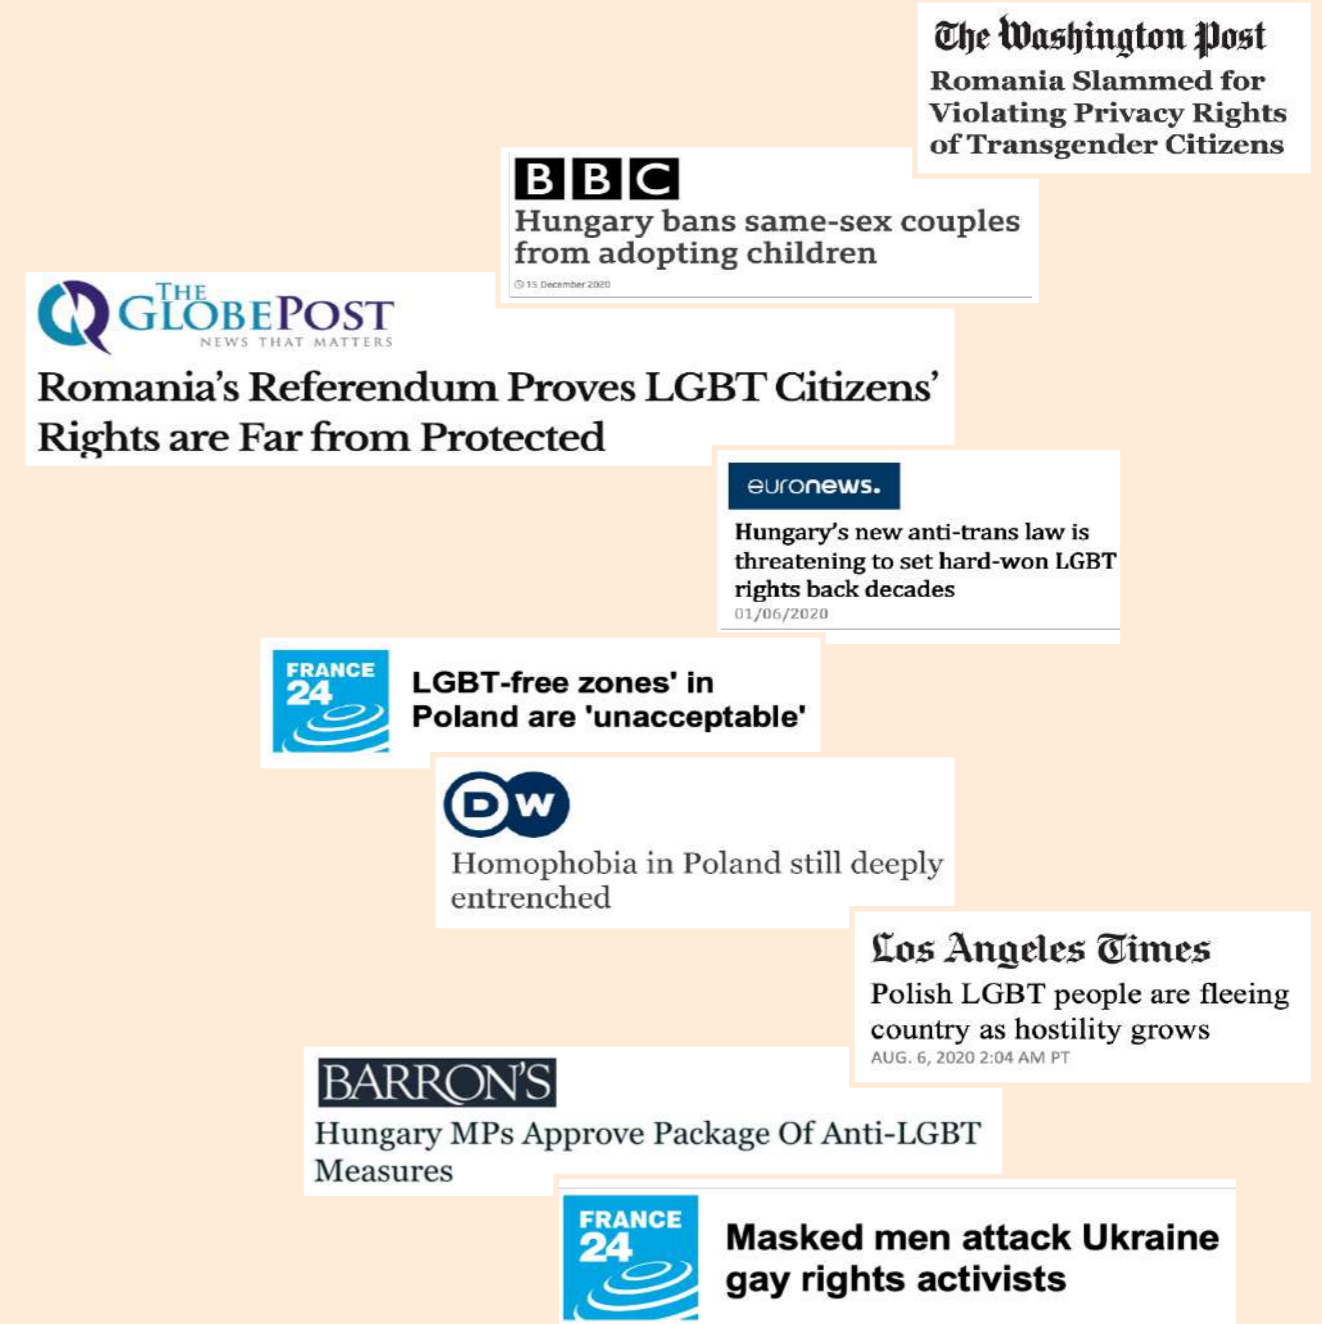 The Washington Post
Romania Slammed for
Violating Privacy Rights
of Transgender Citizens
BBC
Hungary bans same-sex couples
from adopting children
15 December 2020
THE
GLOBEPOST
NEWS THAT MATTERS
Romania's Referendum Proves LGBT Citizens'
Rights are Far from Protected
euronews.
Hungary's new anti-trans law is
threatening to set hard-won LGBT
rights back decades
01/06/2020
FRANCE
24
LGBT-free zones' in
Poland are 'unacceptable'
DW
Homophobia in Poland still deeply
entrenched
Los Angeles Times
Polish LGBT people are fleeing
country as hostility grows
AUG. 6, 2020 2:04 AM PT
BARRON'S
Hungary MPs Approve Package Of Anti-LGBT
Measures
FRANCE
24
Masked men attack Ukraine
gay rights activists